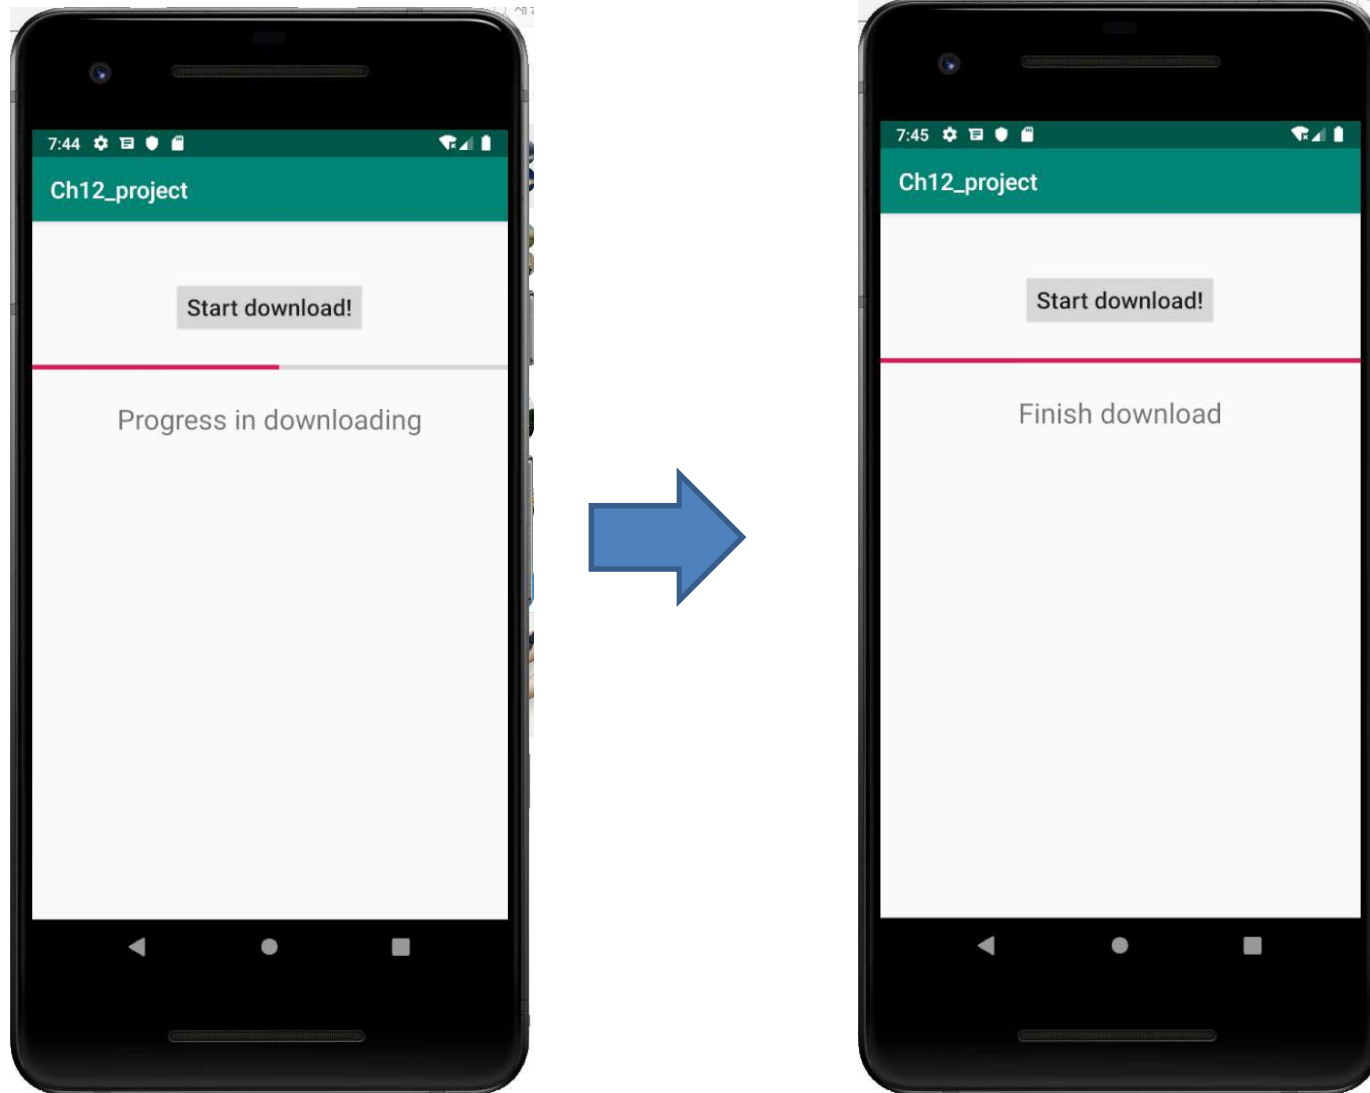 7:44
Ch12_project
Start download!
Progress in downloading
7:45
Ch12_project
Start download!
Finish download